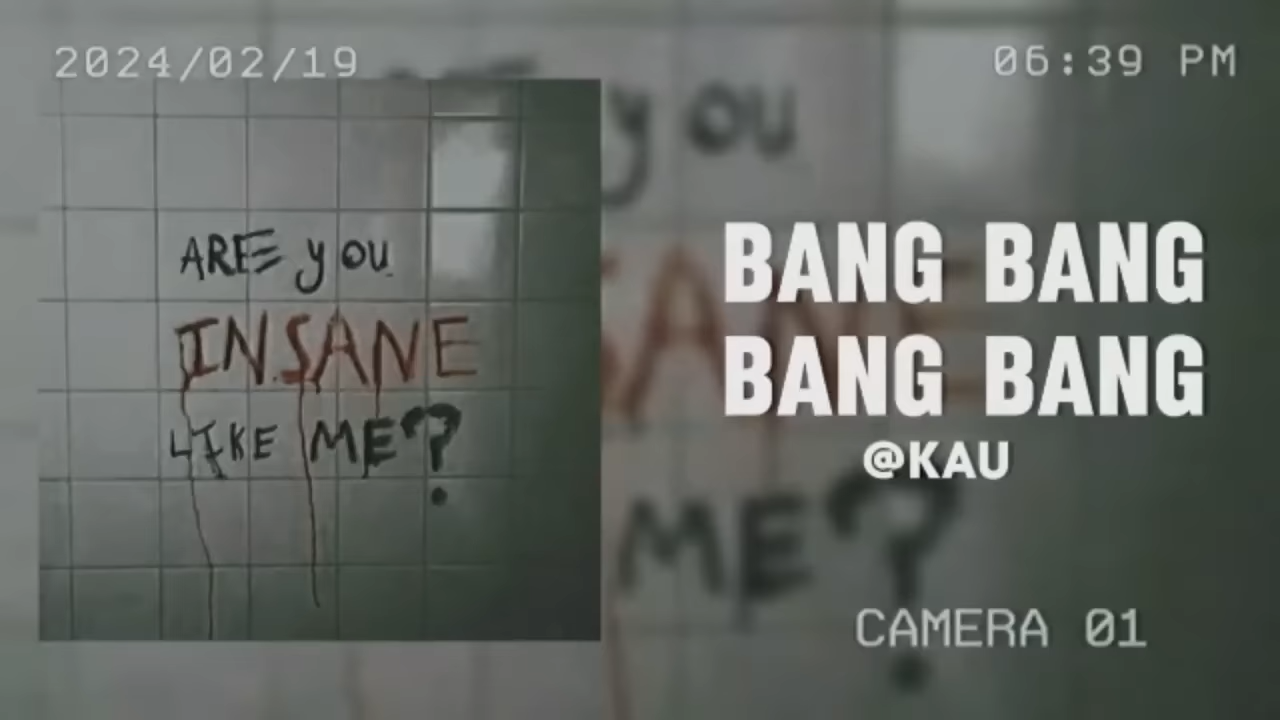 2024/02/19
06:39 PM
ARE you
INSANE
LIKE ME?
BANG BANG
BANG BANG
@KAU
CAMERA 01